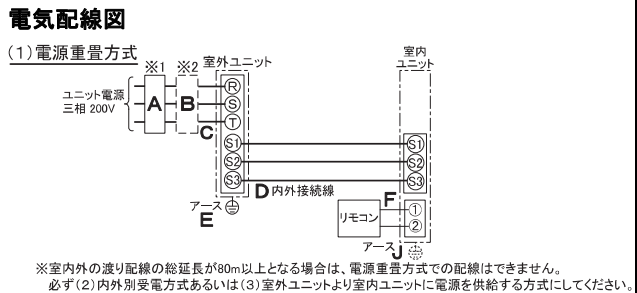 電気配線図
(1)電源重畳方式
※1
※2
室外ユニット
室内
ユニット
ユニット電源
三相 200V
A
B
C
R
S
T
S1
S2
S3
S1
S2
S3
D 内外接続線
アース
E
リモコン
F
①
②
アース
J
※室内外の渡り配線の総延長が80m以上となる場合は、電源重畳方式での配線はできません。
必ず(2)内外別受電方式あるいは(3)室外ユニットより室内ユニットに電源を供給する方式にしてください。